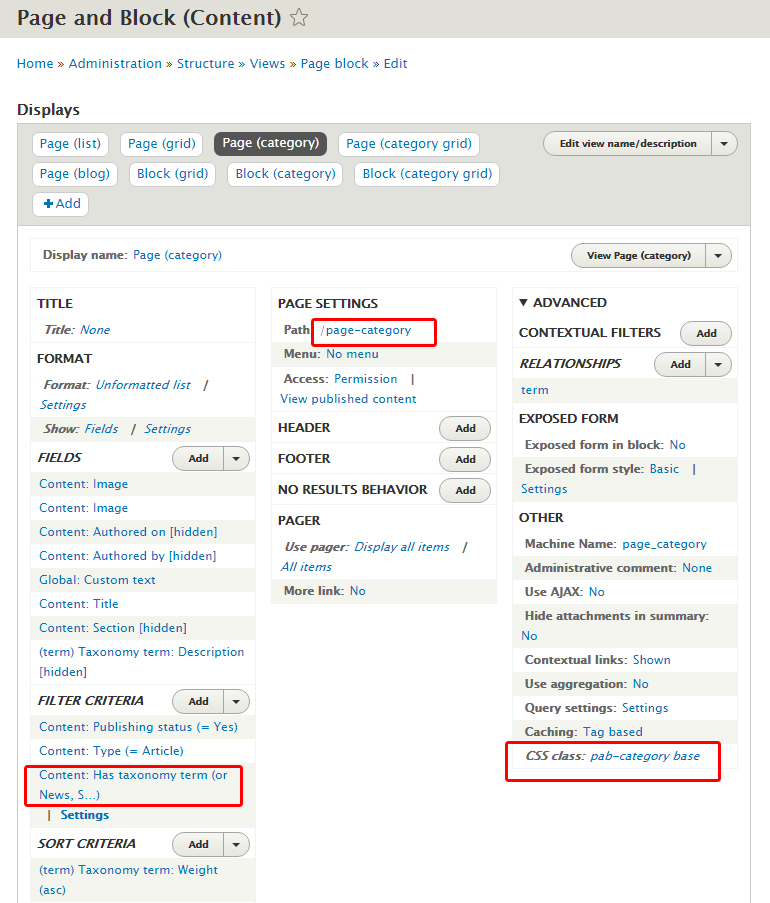 Page and Block (Content)
Home » Administration » Structure » Views » Page block » Edit
Displays
Page (list)
Page (grid)
Page (category)
Page (category grid)
Edit view name/description
Page (blog)
Block (grid)
Block (category)
Block (category grid)
+Add
Display name: Page (category)
View Page (category)
TITLE
Title: None
FORMAT
Format: Unformatted list /
Settings
Show: Fields / Settings
FIELDS Add
Content: Image
Content: Image
Content: Authored on [hidden]
Content: Authored by [hidden]
Global: Custom text
Content: Title
Content: Section [hidden]
(term) Taxonomy term: Description
[hidden]
FILTER CRITERIA Add
Content: Publishing status (= Yes)
Content: Type (= Article)
Content: Has taxonomy term (or
News, S...)
| Settings
SORT CRITERIA Add
(term) Taxonomy term: Weight
(asc)
PAGE SETTINGS
Path: /page-category
Menu: No menu
Access: Permission |
View published content
HEADER Add
FOOTER Add
NO RESULTS BEHAVIOR Add
PAGER
Use pager: Display all items /
All items
More link: No
ADVANCED
CONTEXTUAL FILTERS Add
RELATIONSHIPS Add
term
EXPOSED FORM
Exposed form in block: No
Exposed form style: Basic |
Settings
OTHER
Machine Name: page_category
Administrative comment: None
Use AJAX: No
Hide attachments in summary:
No
Contextual links: Shown
Use aggregation: No
Query settings: Settings
Caching: Tag based
CSS class: pab-category base